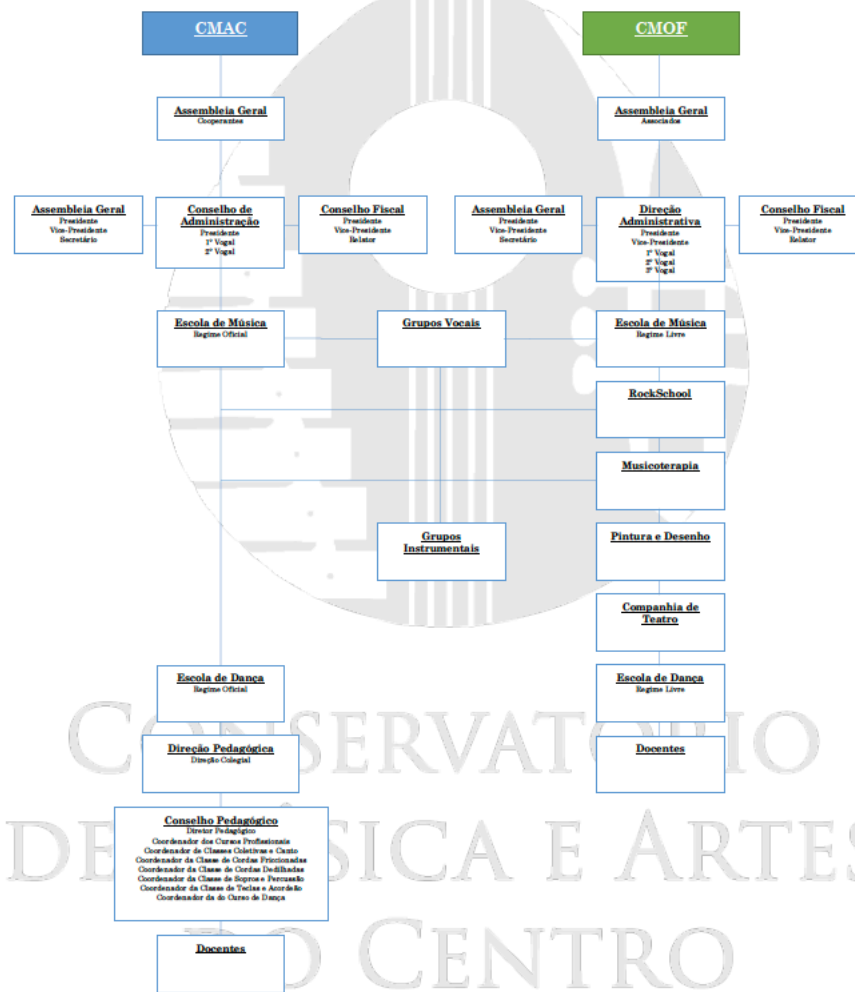 CMAC
CMOF
Assembleia Geral
Cooperantes
Assembleia Geral
Associados
Assembleia Geral
Presidente
Vice-Presidente
Secretário
Conselho de
Administração
Presidente
1º Vogal
2º Vogal
Conselho Fiscal
Presidente
Vice-Presidente
Relator
Assembleia Geral
Presidente
Vice-Presidente
Secretário
Direção
Administrativa
Presidente
Vice-Presidente
1º Vogal
2º Vogal
3º Vogal
Conselho Fiscal
Presidente
Vice-Presidente
Relator
Escola de Música
Regime Oficial
Grupos Vocais
Escola de Música
Regime Livre
RockSchool
Musicoterapia
Grupos
Instrumentais
Pintura e Desenho
Companhia de
Teatro
Escola de Dança
Regime Oficial
Escola de Dança
Regime Livre
Direção Pedagógica
Direção Colegial
Docentes
Conselho Pedagógico
Diretor Pedagógico
Coordenador dos Cursos Profissionais
Coordenador de Classes Coletivas e Canto
Coordenador da Classe de Cordas Friccionadas
Coordenador da Classe de Cordas Dedilhadas
Coordenador da Classe de Sopros e Percussão
Coordenador da Classe de Teclas e Acordeão
Coordenador da do Curso de Dança
Docentes
CONSERVATÓRIO
DE MÚSICA E ARTES
DO CENTRO